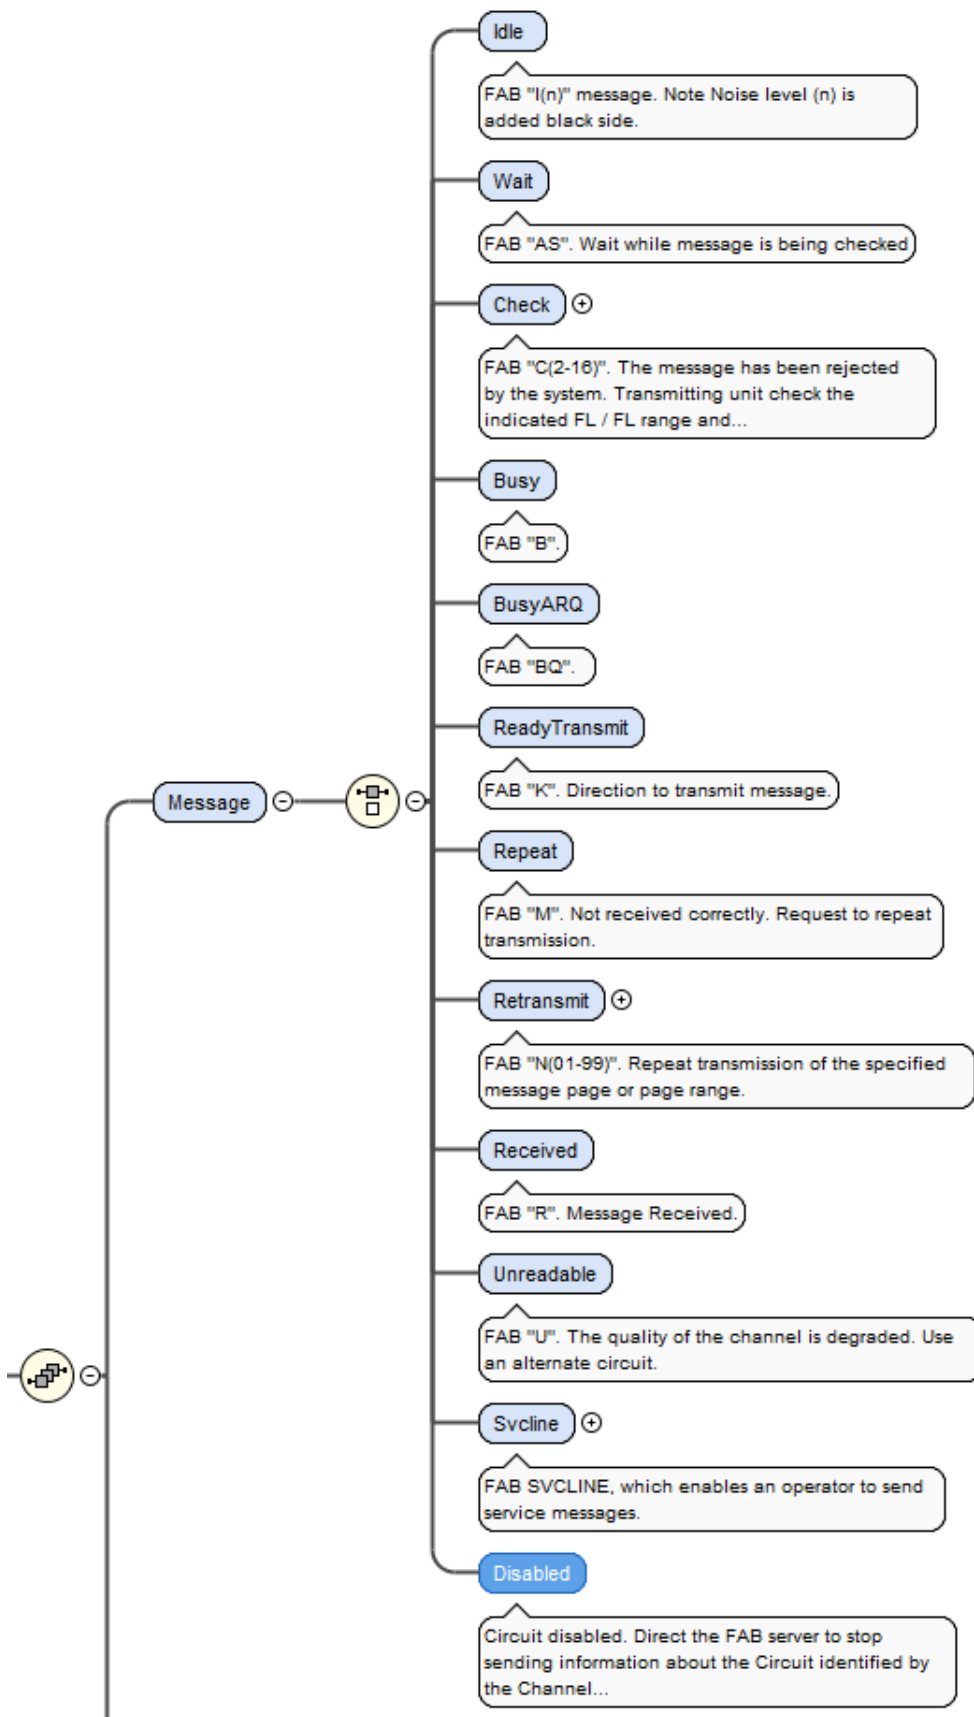 Idle
FAB "I(n)" message. Note Noise level (n) is
added black side.
Wait
FAB "AS". Wait while message is being checked
Check
FAB "C(2-16)". The message has been rejected
by the system. Transmitting unit check the
indicated FL / FL range and...
Busy
FAB "B".
BusyARQ
FAB "BQ".
ReadyTransmit
FAB "K". Direction to transmit message.
Message
Repeat
FAB "M". Not received correctly. Request to repeat
transmission.
Retransmit
FAB "N(01-99)". Repeat transmission of the specified
message page or page range.
Received
FAB "R". Message Received.
Unreadable
FAB "U". The quality of the channel is degraded. Use
an alternate circuit.
Svcline
FAB SVCLINE, which enables an operator to send
service messages.
Disabled
Circuit disabled. Direct the FAB server to stop
sending information about the Circuit identified by
the Channel...